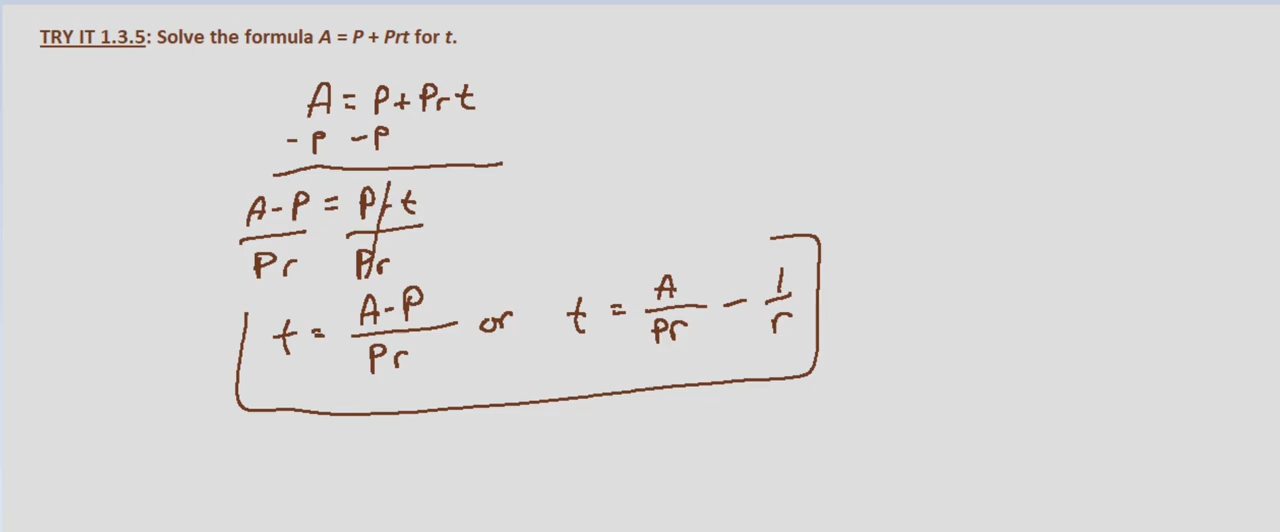 TRY IT 1.3.5: Solve the formula A = P + Prt for t.
A = P + Prt
-P -P
A-P = Prt
Pr Pr
t = A-P / Pr or t = A / Pr - 1 / r